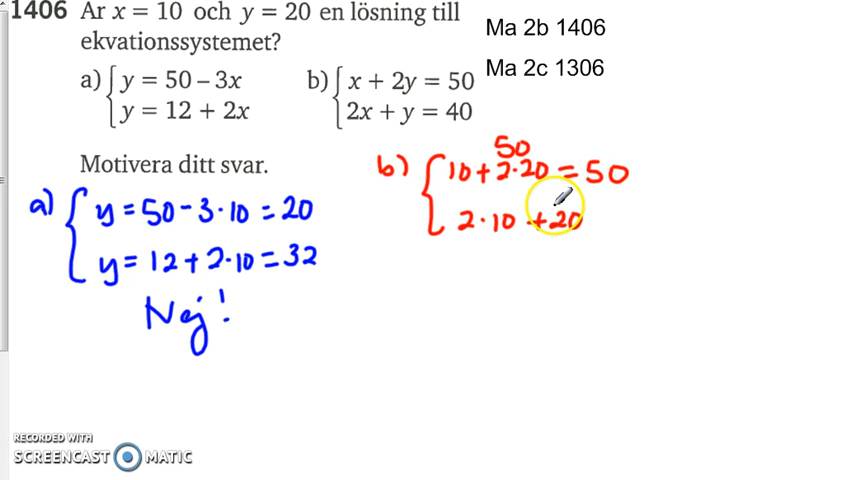 1406 Är x = 10 och y = 20 en lösning till
ekvationssystemet?
Ma 2b 1406
Ma 2c 1306
a) { y = 50 – 3x
y = 12 + 2x
b) { x + 2y = 50
2x + y = 40
Motivera ditt svar.
a) { y = 50 - 3·10 = 20
y = 12 + 2·10 = 32
Nej!
50
b) { 10 + 2·20 = 50
2·10 + 20
RECORDED WITH
SCREENCAST MATIC